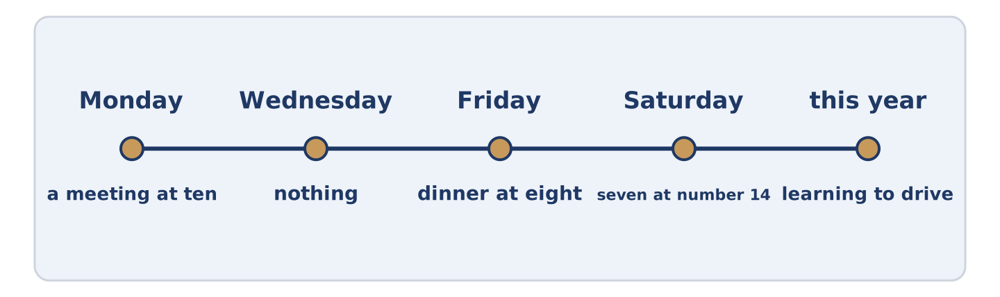 Monday Wednesday Friday Saturday this year
a meeting at ten nothing dinner at eight seven at number 14 learning to drive